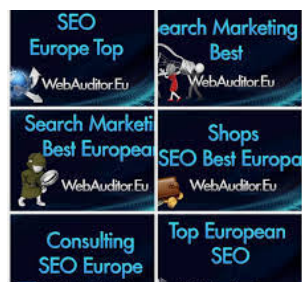 SEO
Europe Top
WebAuditor.Eu
earch Marketing
Best
WebAuditor.Eu
Search Marketi
Best European
WebAuditor.Eu
Shops
SEO Best Europa
WebAuditor.Eu
Consulting
SEO Europe
Top European
SEO